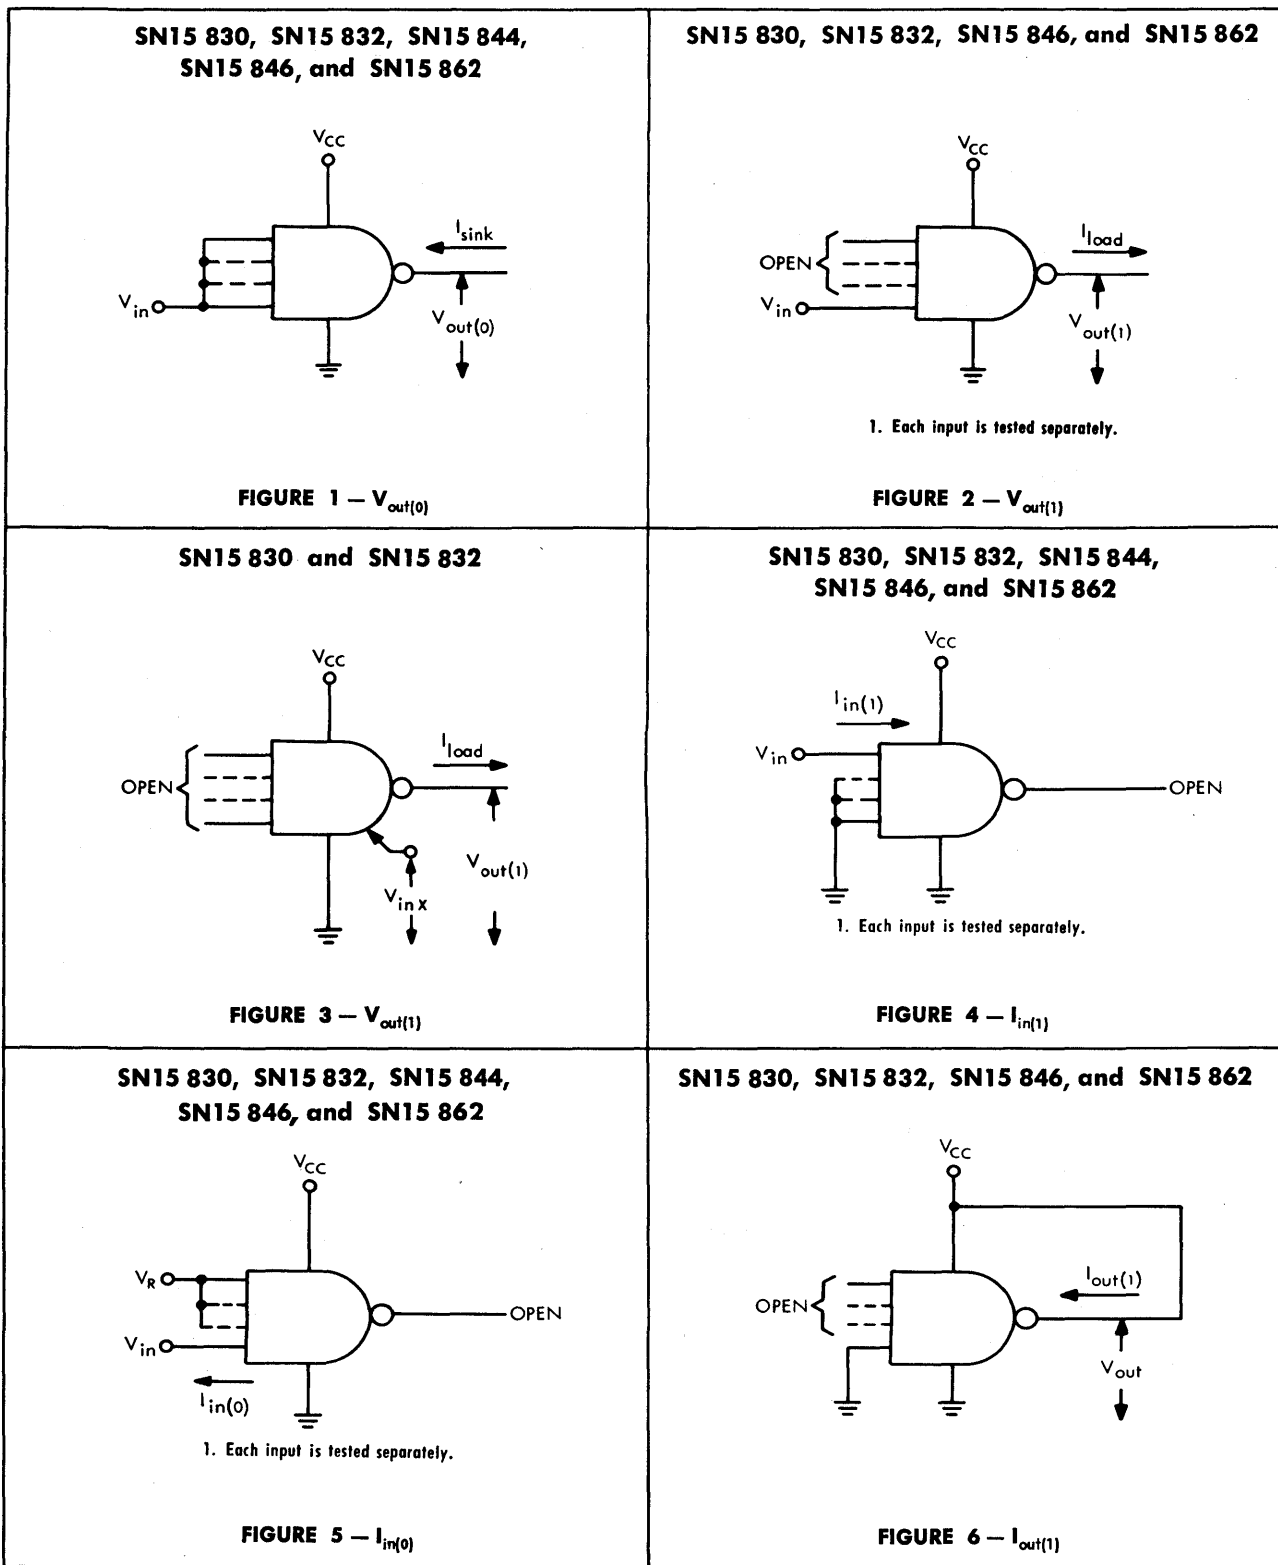 SN15 830, SN15 832, SN15 844,
SN15 846, and SN15 862
VCC
Isink
Vin
Vout(0)
FIGURE 1 — Vout(0)
SN15 830, SN15 832, SN15 846, and SN15 862
VCC
Iload
OPEN
Vin
Vout(1)
1. Each input is tested separately.
FIGURE 2 — Vout(1)
SN15 830 and SN15 832
VCC
Iload
OPEN
Vout(1)
Vin X
FIGURE 3 — Vout(1)
SN15 830, SN15 832, SN15 844,
SN15 846, and SN15 862
VCC
Iin(1)
Vin
OPEN
1. Each input is tested separately.
FIGURE 4 — Iin(1)
SN15 830, SN15 832, SN15 844,
SN15 846, and SN15 862
VCC
VR
OPEN
Vin
Iin(0)
1. Each input is tested separately.
FIGURE 5 — Iin(0)
SN15 830, SN15 832, SN15 846, and SN15 862
VCC
Iout(1)
OPEN
Vout
FIGURE 6 — Iout(1)